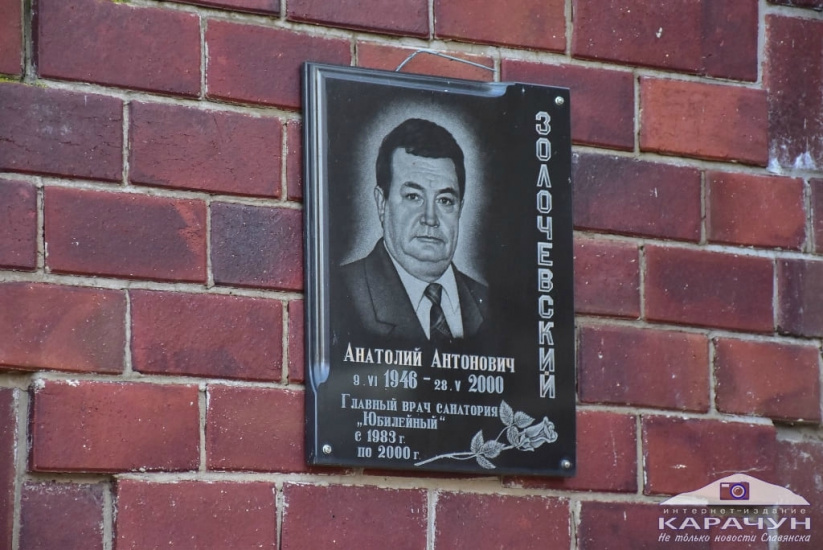 ЗОЛОЧЕВСКИЙ
Анатолий Антонович
9.VI 1946 - 28.V 2000
Главный врач санатория
„Юбилейный"
с 1983 г.
по 2000 г.
интернет-издание
КАРАЧУН
Не только новости Славянска